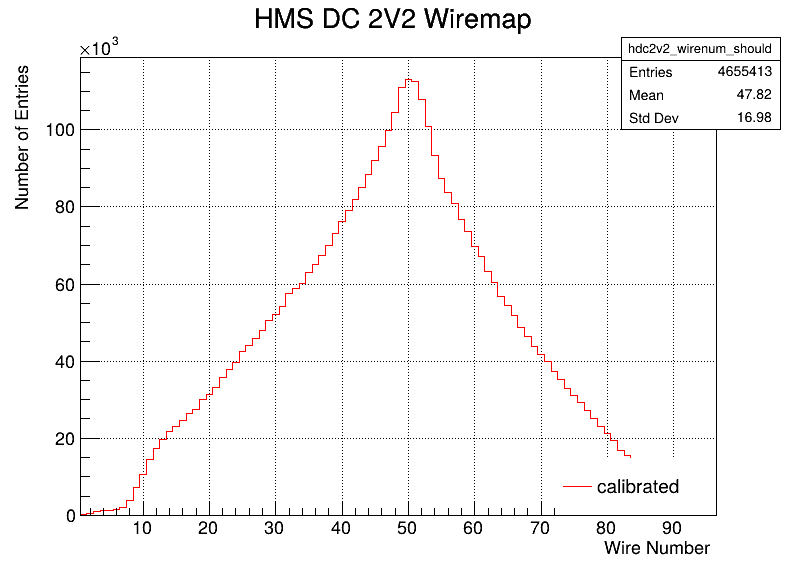 HMS DC 2V2 Wiremap
×10³
hdc2v2_wirenum_should
Entries 4655413
Mean 47.82
Std Dev 16.98
Number of Entries
100
80
60
40
20
0
10 20 30 40 50 60 70 80 90
Wire Number
calibrated